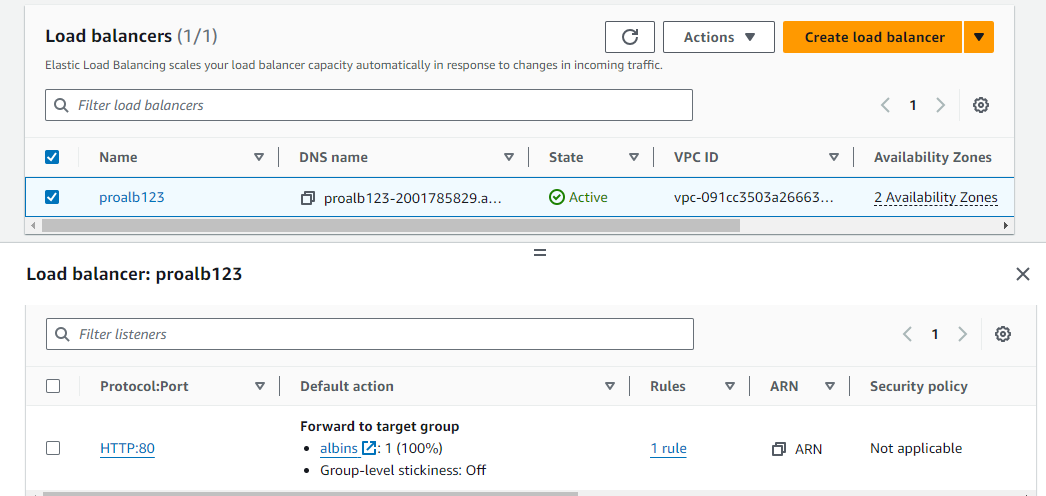 Load balancers (1/1)
Actions
Create load balancer
Elastic Load Balancing scales your load balancer capacity automatically in response to changes in incoming traffic.
Filter load balancers
1
Name
DNS name
State
VPC ID
Availability Zones
proalb123
proalb123-2001785829.a...
Active
vpc-091cc3503a26663...
2 Availability Zones
Load balancer: proalb123
Filter listeners
1
Protocol:Port
Default action
Rules
ARN
Security policy
HTTP:80
Forward to target group
• albins: 1 (100%)
• Group-level stickiness: Off
1 rule
ARN
Not applicable